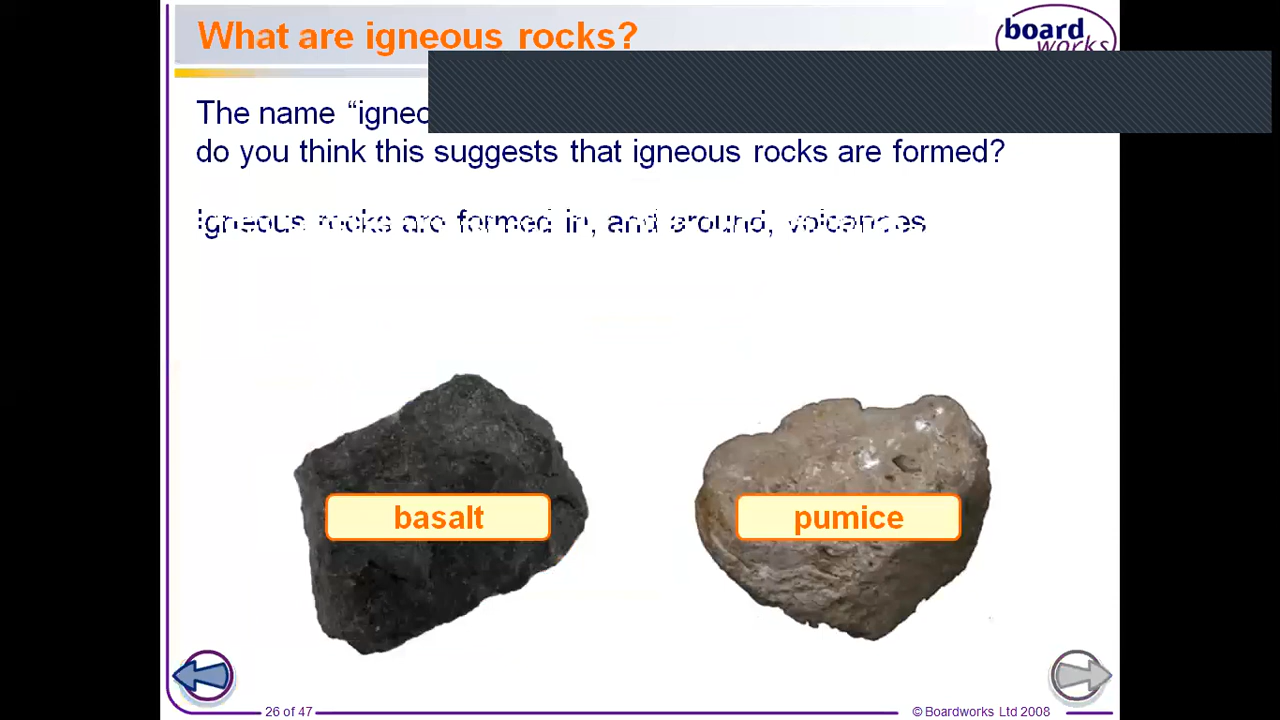 What are igneous rocks?
board
works
The name “igneo
do you think this suggests that igneous rocks are formed?
Igneous rocks are formed in, and around, volcanoes
basalt
pumice
26 of 47
© Boardworks Ltd 2008